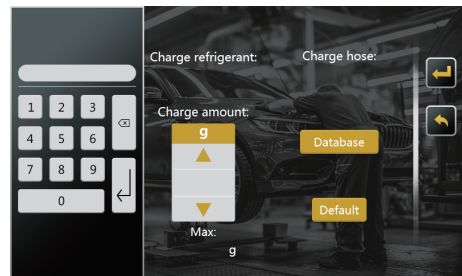 1 2 3
4 5 6
7 8 9
0
Charge refrigerant:
Charge hose:
Charge amount:
g
Database
Default
Max:
g